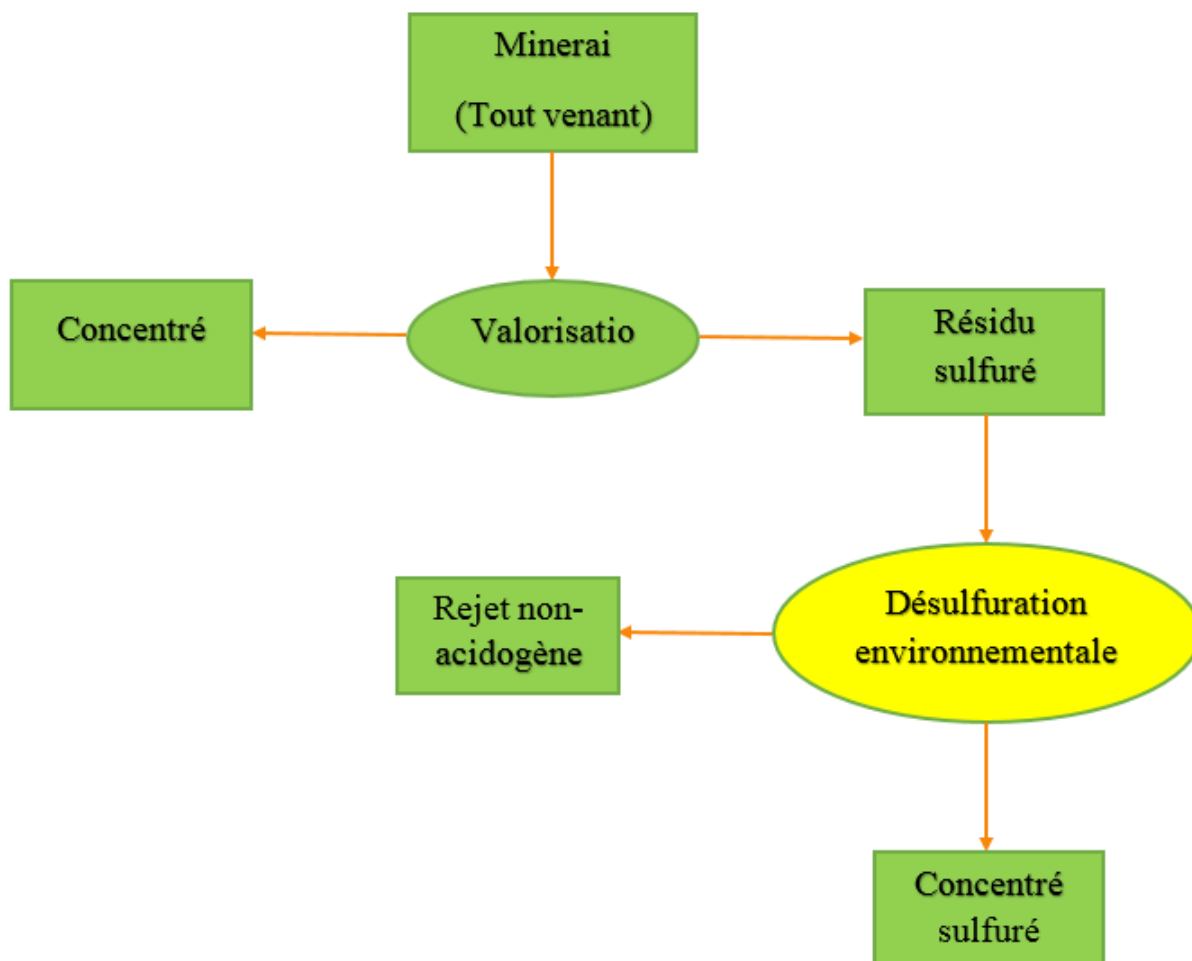 Minerai
(Tout venant)
Concentré
Valorisatio
Résidu
sulfuré
Rejet non-
acidogène
Désulfuration
environnementale
Concentré
sulfuré